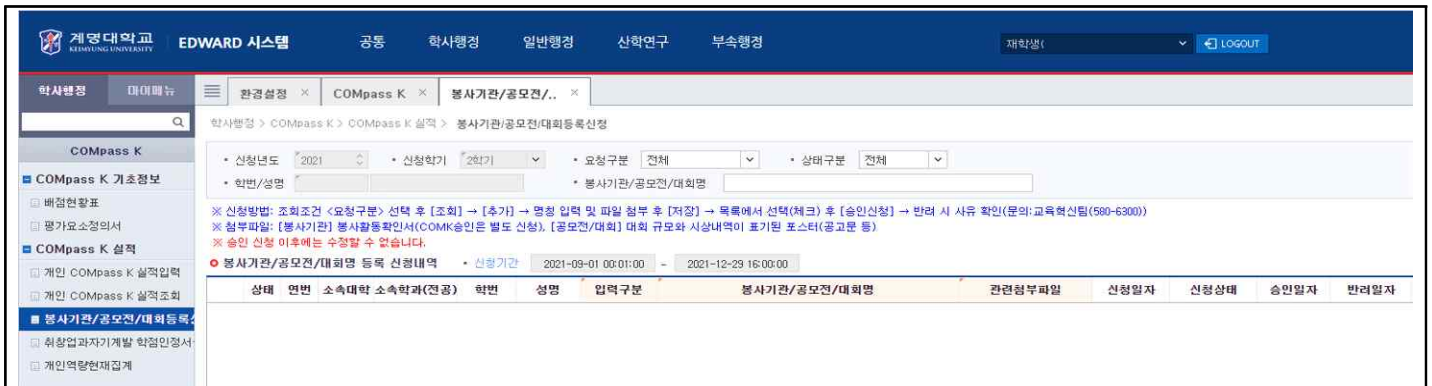 계명대학교 KEIMYUNG UNIVERSITY EDWARD 시스템 공통 학사행정 일반행정 산학연구 부속행정 재학생( LOGOUT
학사행정 마이메뉴 환경설정 × COMpass K × 봉사기관/공모전/.. ×
학사행정 > COMpass K > COMpass K 실적 > 봉사기관/공모전/대회등록신청
COMpass K
• 신청년도 2021 • 신청학기 2학기 • 요청구분 전체 • 상태구분 전체
COMpass K 기초정보
• 학번/성명 • 봉사기관/공모전/대회명
배점현황표
※ 신청방법: 조회조건 <요청구분> 선택 후 [조회] → [추가] → 명칭 입력 및 파일 첨부 후 [저장] → 목록에서 선택(체크) 후 [승인신청] → 반려 시 사유 확인(문의:교육혁신팀(580-6300))
평가요소정의서
※ 첨부파일: [봉사기관] 봉사활동확인서(COMK승인은 별도 신청), [공모전/대회] 대회 규모와 시상내역이 표기된 포스터(공고문 등)
COMpass K 실적
※ 승인 신청 이후에는 수정할 수 없습니다.
개인 COMpass K 실적입력
봉사기관/공모전/대회명 등록 신청내역 • 신청기간 2021-09-01 00:01:00 ~ 2021-12-29 16:00:00
개인 COMpass K 실적조회
상태 연번 소속대학 소속학과(전공) 학번 성명 입력구분 봉사기관/공모전/대회명 관련첨부파일 신청일자 신청상태 승인일자 반려일자
봉사기관/공모전/대회등록
취창업과자기계발 학점인정서
개인역량현재집계